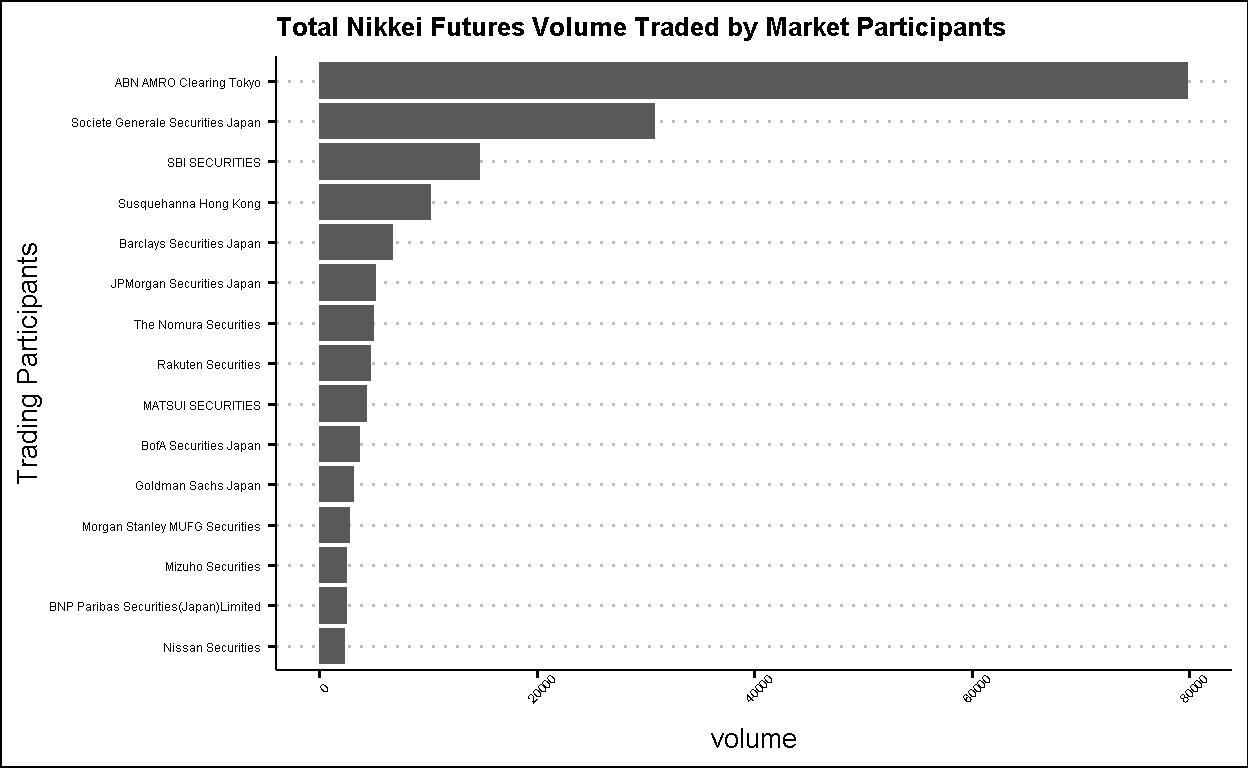 Total Nikkei Futures Volume Traded by Market Participants
Trading Participants
ABN AMRO Clearing Tokyo
Societe Generale Securities Japan
SBI SECURITIES
Susquehanna Hong Kong
Barclays Securities Japan
JPMorgan Securities Japan
The Nomura Securities
Rakuten Securities
MATSUI SECURITIES
BofA Securities Japan
Goldman Sachs Japan
Morgan Stanley MUFG Securities
Mizuho Securities
BNP Paribas Securities(Japan)Limited
Nissan Securities
0
20000
40000
60000
80000
volume